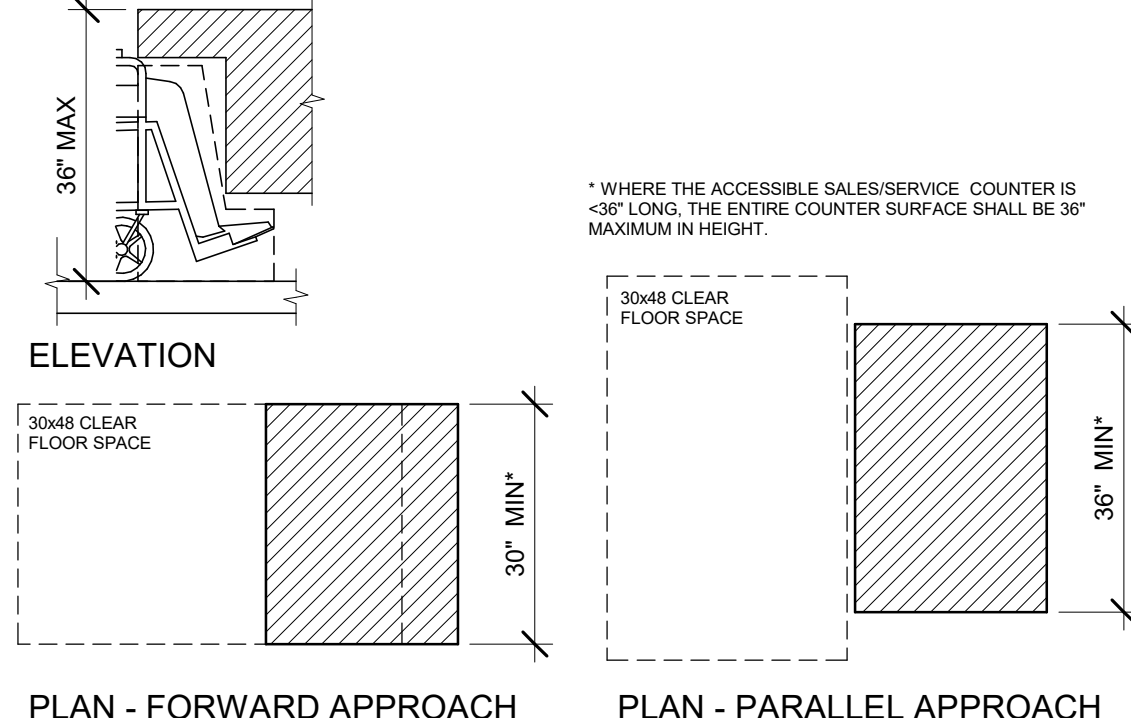 36" MAX
* WHERE THE ACCESSIBLE SALES/SERVICE COUNTER IS
<36" LONG, THE ENTIRE COUNTER SURFACE SHALL BE 36"
MAXIMUM IN HEIGHT.
ELEVATION
30x48 CLEAR
FLOOR SPACE
30" MIN*
PLAN - FORWARD APPROACH
30x48 CLEAR
FLOOR SPACE
36" MIN*
PLAN - PARALLEL APPROACH